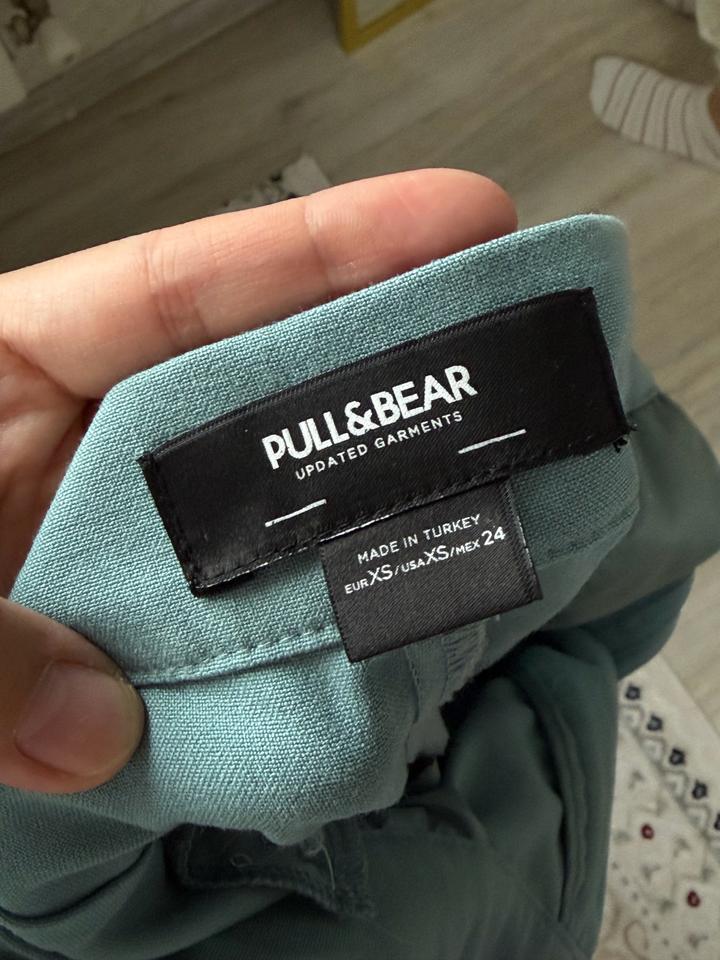 PULL&BEAR
UPDATED GARMENTS
MADE IN TURKEY
EUR XS/USA XS/MEX 24